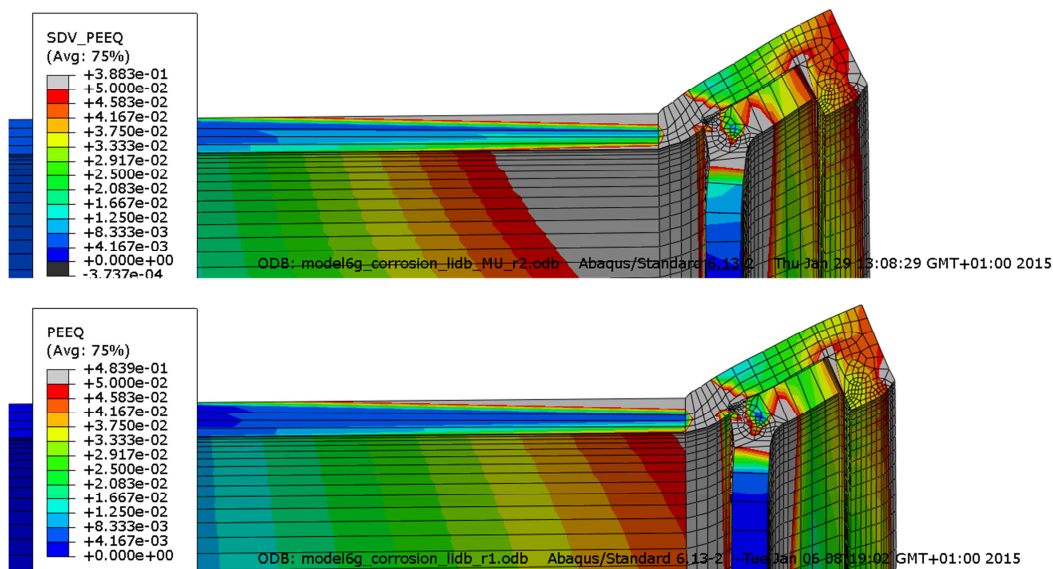 SDV_PEEQ
(Avg: 75%)
+3.883e-01
+5.000e-02
+4.583e-02
+4.167e-02
+3.750e-02
+3.333e-02
+2.917e-02
+2.500e-02
+2.083e-02
+1.667e-02
+1.250e-02
+8.333e-03
+4.167e-03
+0.000e+00
-3.737e-04
ODB: model6g_corrosion_lidb_MU_r2.odb Abaqus/Standard 6.13-2 Thu Jan 29 13:08:29 GMT+01:00 2015
PEEQ
(Avg: 75%)
+4.839e-01
+5.000e-02
+4.583e-02
+4.167e-02
+3.750e-02
+3.333e-02
+2.917e-02
+2.500e-02
+2.083e-02
+1.667e-02
+1.250e-02
+8.333e-03
+4.167e-03
+0.000e+00
ODB: model6g_corrosion_lidb_r1.odb Abaqus/Standard 6.13-2 Tue Jan 06 08:19:02 GMT+01:00 2015